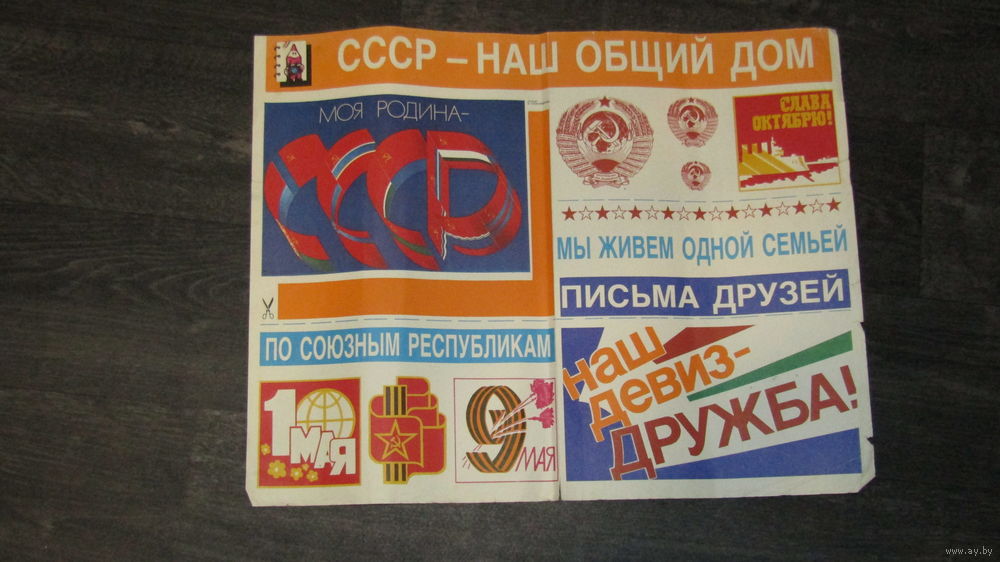 СССР – НАШ ОБЩИЙ ДОМ
МОЯ РОДИНА–
СССР
СЛАВА
ОКТЯБРЮ!
МЫ ЖИВЕМ ОДНОЙ СЕМЬЕЙ
ПИСЬМА ДРУЗЕЙ
ПО СОЮЗНЫМ РЕСПУБЛИКАМ
1
МАЯ
9
МАЯ
наш
девиз-
ДРУЖБА!
www.ay.by